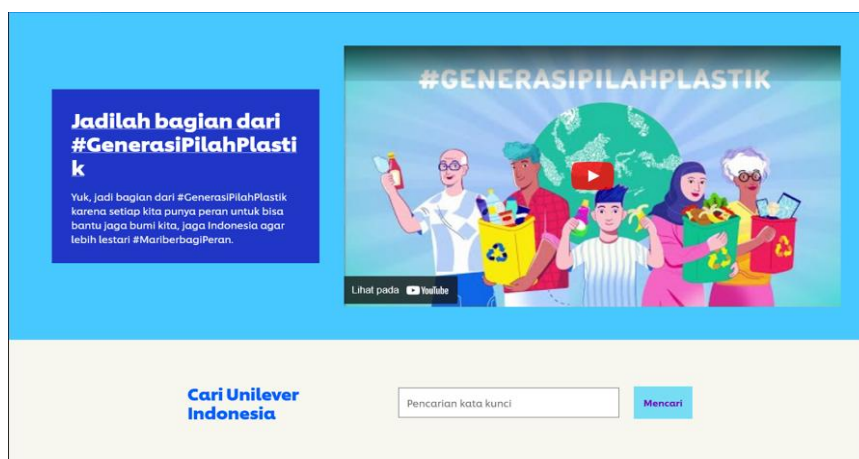 #GENERASIPILAHPLASTIK
Jadilah bagian dari
#GenerasiPilahPlasti
k
Yuk, jadi bagian dari #GenerasiPilahPlastik
karena setiap kita punya peran untuk bisa
bantu jaga bumi kita, jaga Indonesia agar
lebih lestari #MariberbagiPeran.
Lihat pada YouTube
Cari Unilever
Indonesia
Pencarian kata kunci
Mencari